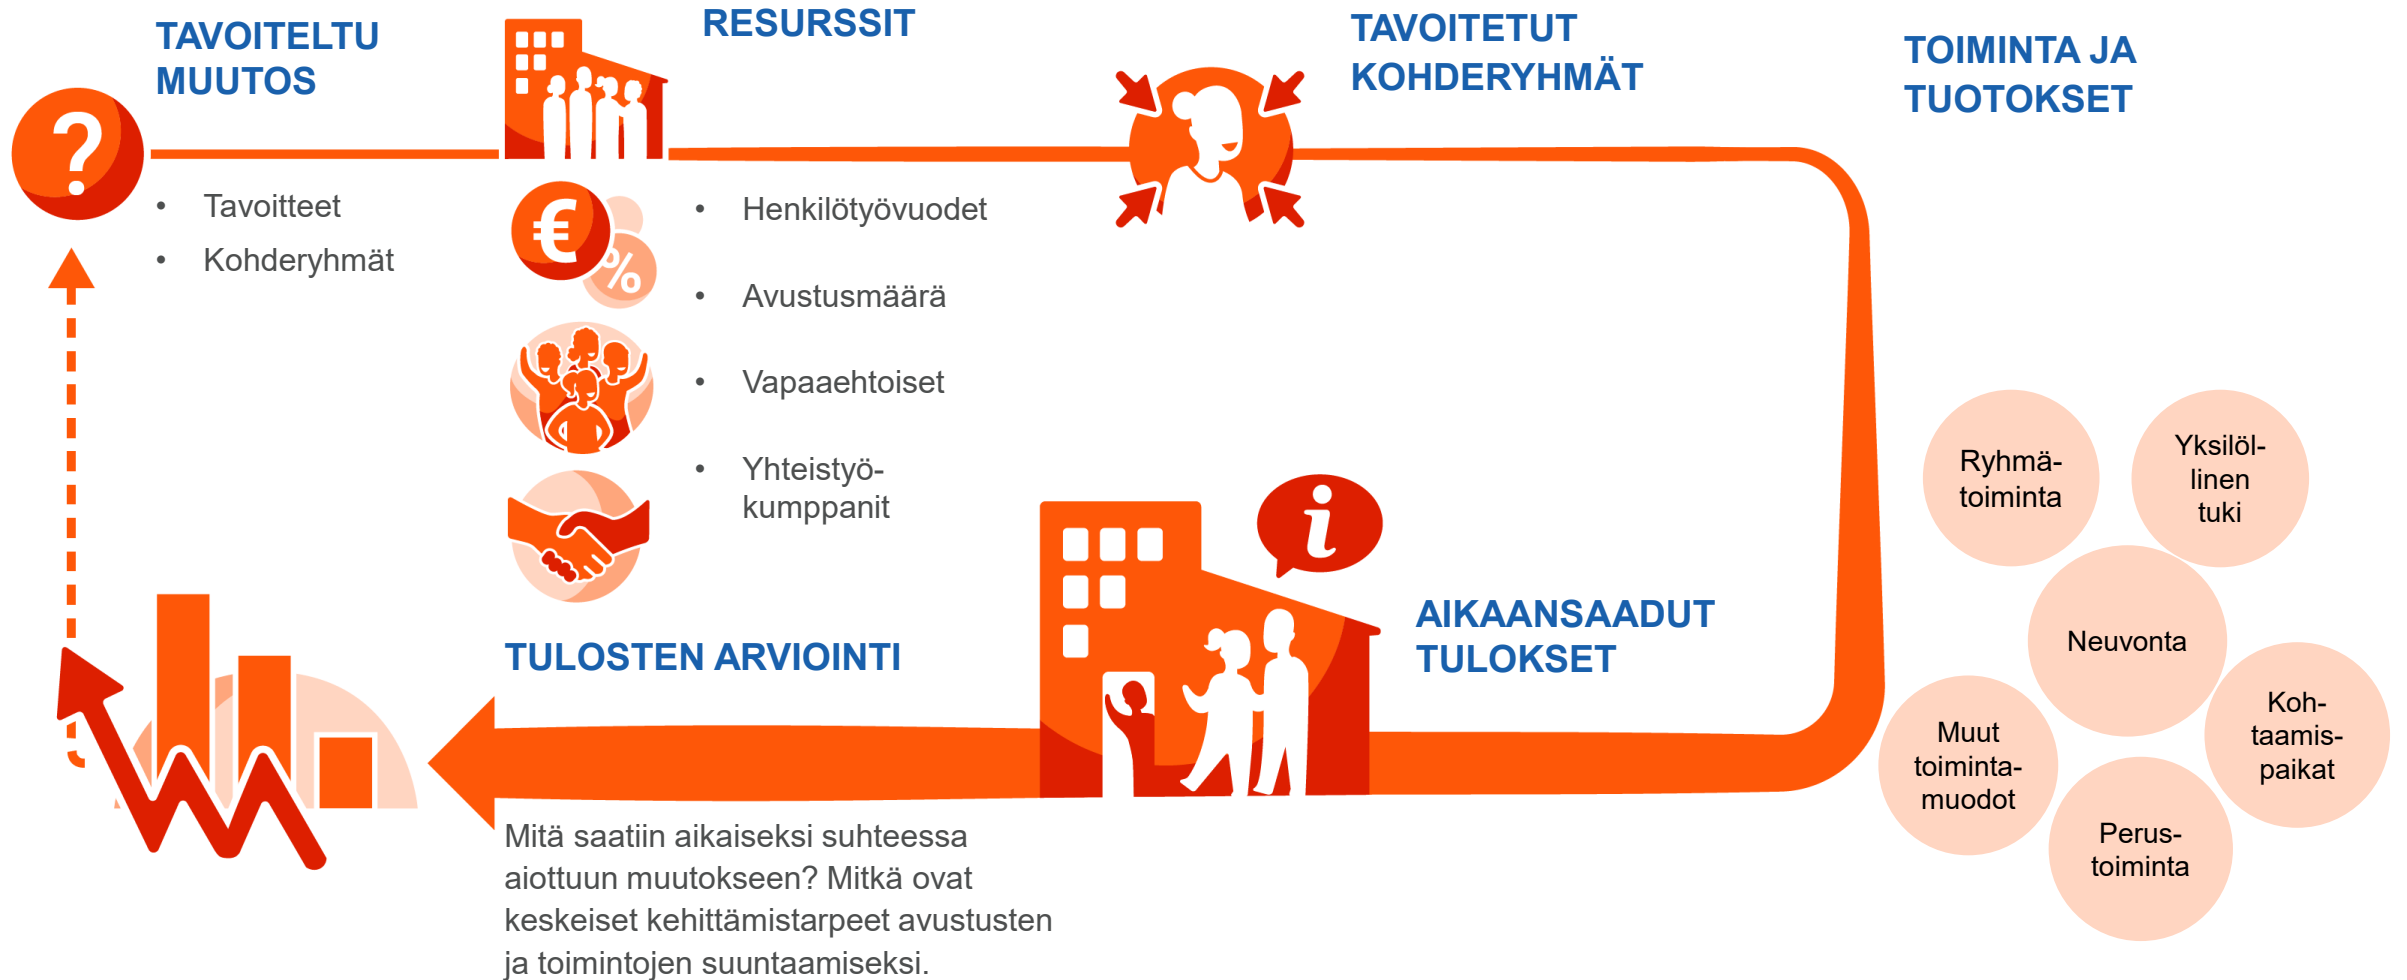 TAVOITELTU
MUUTOS
?
• Tavoitteet
• Kohderyhmät
RESURSSIT
€
%
• Henkilötyövuodet
• Avustusmäärä
• Vapaaehtoiset
• Yhteistyö-
kumppanit
TAVOITETUT
KOHDERYHMÄT
TOIMINTA JA
TUOTOKSET
Ryhmä-
toiminta
Yksilöl-
linen
tuki
Neuvonta
Koh-
taamis-
paikat
Muut
toiminta-
muodot
Perus-
toiminta
i
AIKAANSAADUT
TULOKSET
TULOSTEN ARVIOINTI
Mitä saatiin aikaiseksi suhteessa
aiottuun muutokseen? Mitkä ovat
keskeiset kehittämistarpeet avustusten
ja toimintojen suuntaamiseksi.